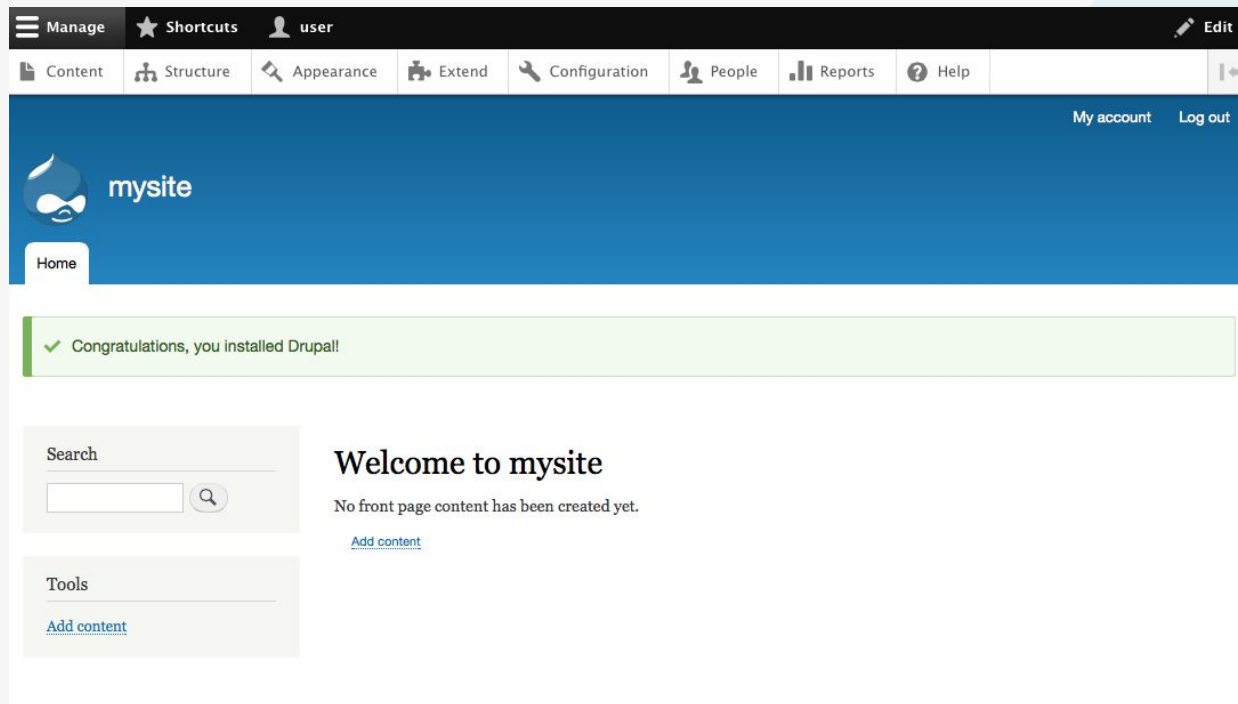 Manage Shortcuts user Edit
Content Structure Appearance Extend Configuration People Reports Help
My account Log out
mysite
Home
Congratulations, you installed Drupal!
Search
Welcome to mysite
No front page content has been created yet.
Add content
Tools
Add content